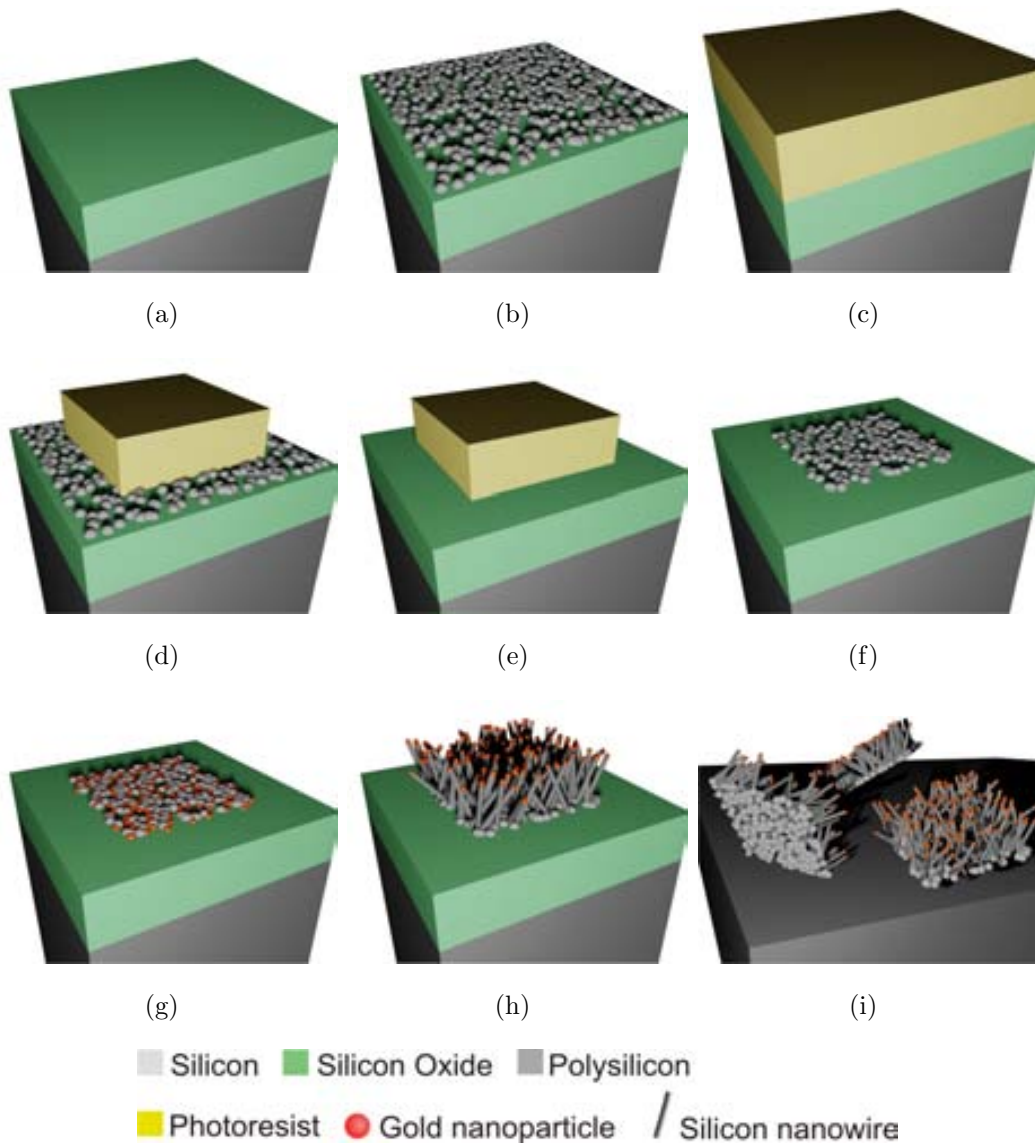 (a) (b) (c)
(d) (e) (f)
(g) (h) (i)
Silicon Silicon Oxide Polysilicon
Photoresist Gold nanoparticle Silicon nanowire